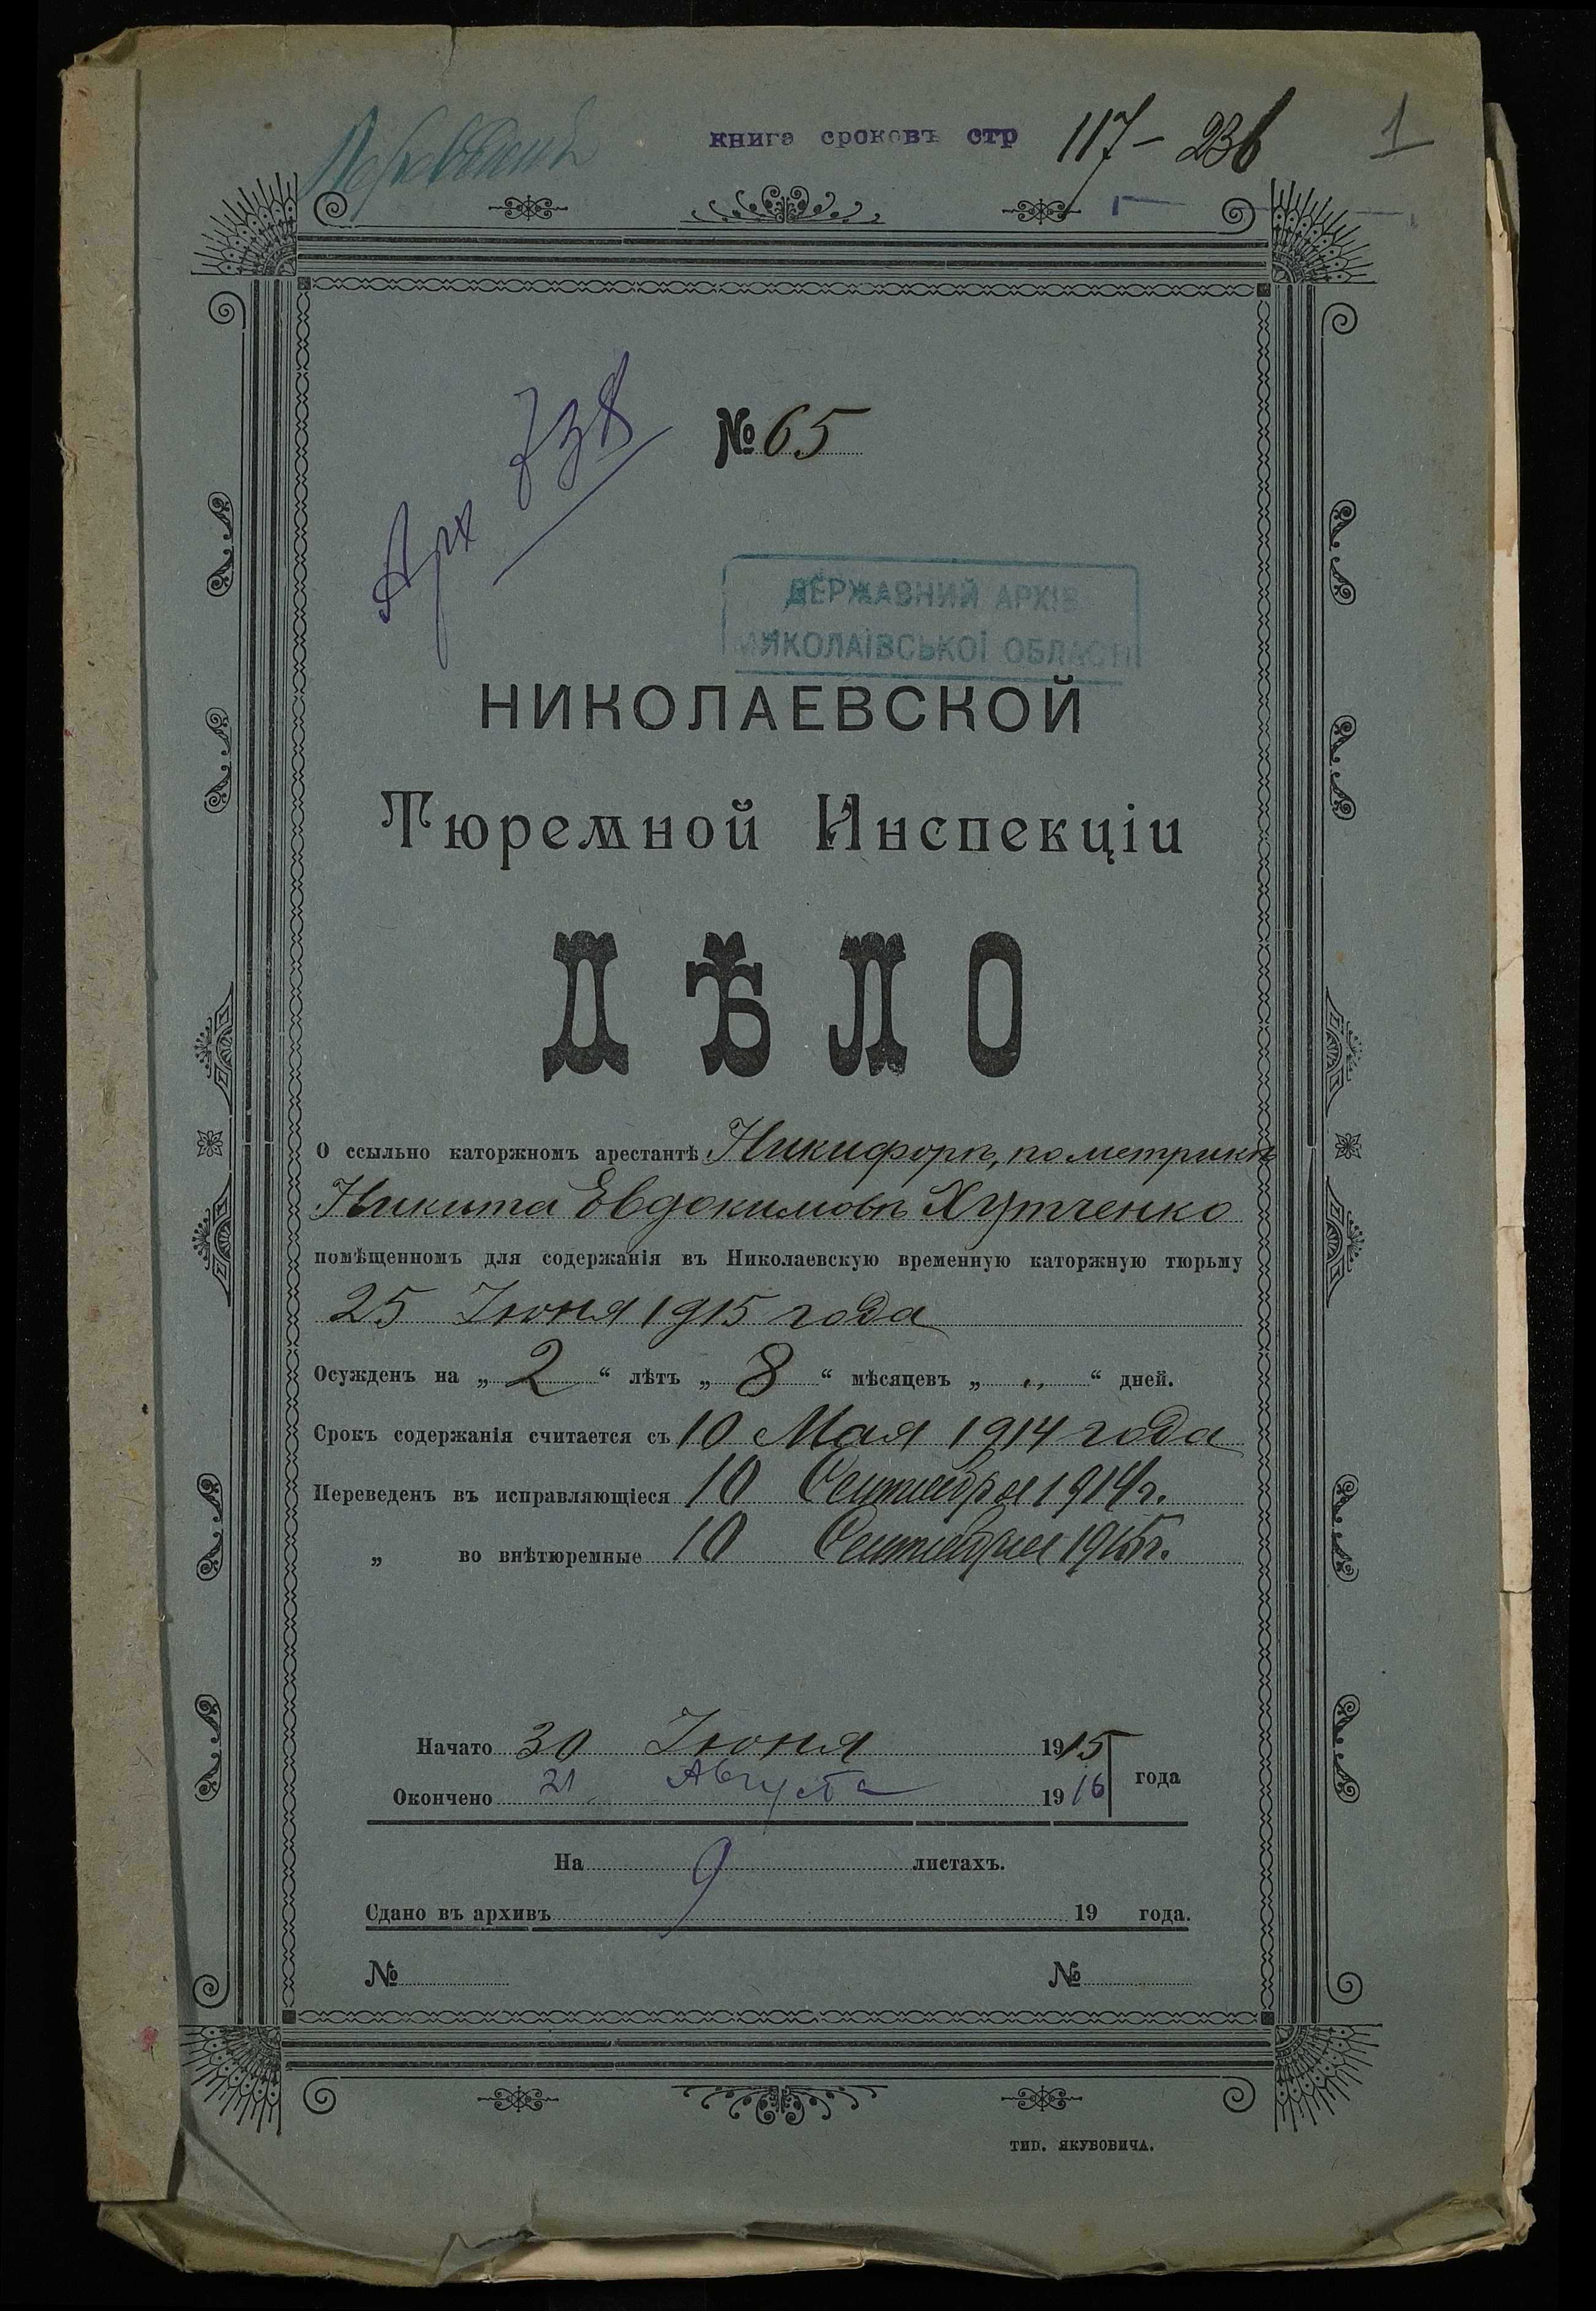 книга сроковъ стр 117 - 236
1
Арх 738
№ 65
ДЕРЖАВНИЙ АРХІВ
МИКОЛАЇВСЬКОЇ ОБЛАСТІ
НИКОЛАЕВСКОЙ
Тюремной Инспекціи
ДѢЛО
О ссыльно каторжномъ арестантѣ Никифоръ, по метрикѣ
Никита Евдокимовъ Хутченко
помѣщенномъ для содержанія въ Николаевскую временную каторжную тюрьму
25 Іюня 1915 года
Осужденъ на „ 2 “ лѣтъ „ 8 “ мѣсяцевъ „ „ “ дней.
Срокъ содержанія считается съ 10 Мая 1914 года
Переведенъ въ исправляющіеся 10 Сентября 1914 г.
„ во внѣтюремные 10 Сентября 1915 г.
Начато 30 Іюня 1915
года
Окончено 21 Августа 1916
На 9 листахъ.
Сдано въ архивъ 19 года.
№ №
ТИП. ЯКУБОВИЧА.